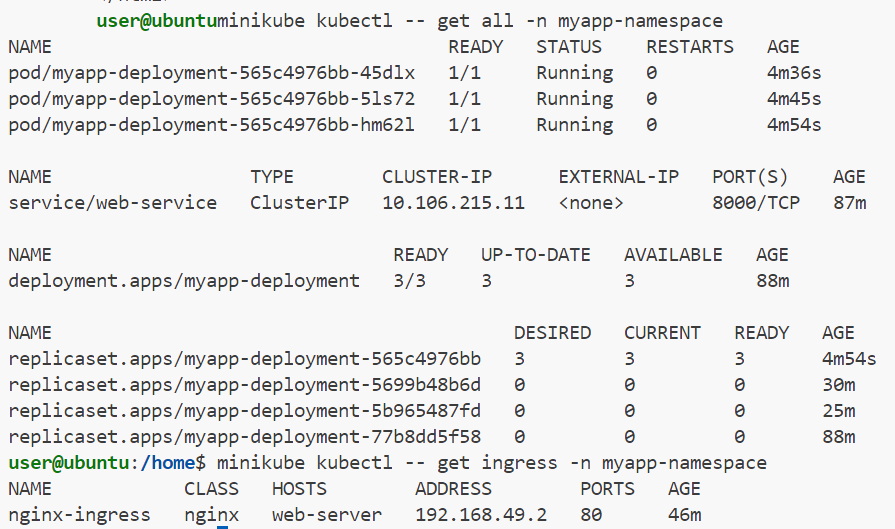 user@ubuntuminikube kubectl -- get all -n myapp-namespace
NAME READY STATUS RESTARTS AGE
pod/myapp-deployment-565c4976bb-45dlx 1/1 Running 0 4m36s
pod/myapp-deployment-565c4976bb-5ls72 1/1 Running 0 4m45s
pod/myapp-deployment-565c4976bb-hm62l 1/1 Running 0 4m54s
NAME TYPE CLUSTER-IP EXTERNAL-IP PORT(S) AGE
service/web-service ClusterIP 10.106.215.11 <none> 8000/TCP 87m
NAME READY UP-TO-DATE AVAILABLE AGE
deployment.apps/myapp-deployment 3/3 3 3 88m
NAME DESIRED CURRENT READY AGE
replicaset.apps/myapp-deployment-565c4976bb 3 3 3 4m54s
replicaset.apps/myapp-deployment-5699b48b6d 0 0 0 30m
replicaset.apps/myapp-deployment-5b965487fd 0 0 0 25m
replicaset.apps/myapp-deployment-77b8dd5f58 0 0 0 88m
user@ubuntu:/home$ minikube kubectl -- get ingress -n myapp-namespace
NAME CLASS HOSTS ADDRESS PORTS AGE
nginx-ingress nginx web-server 192.168.49.2 80 46m